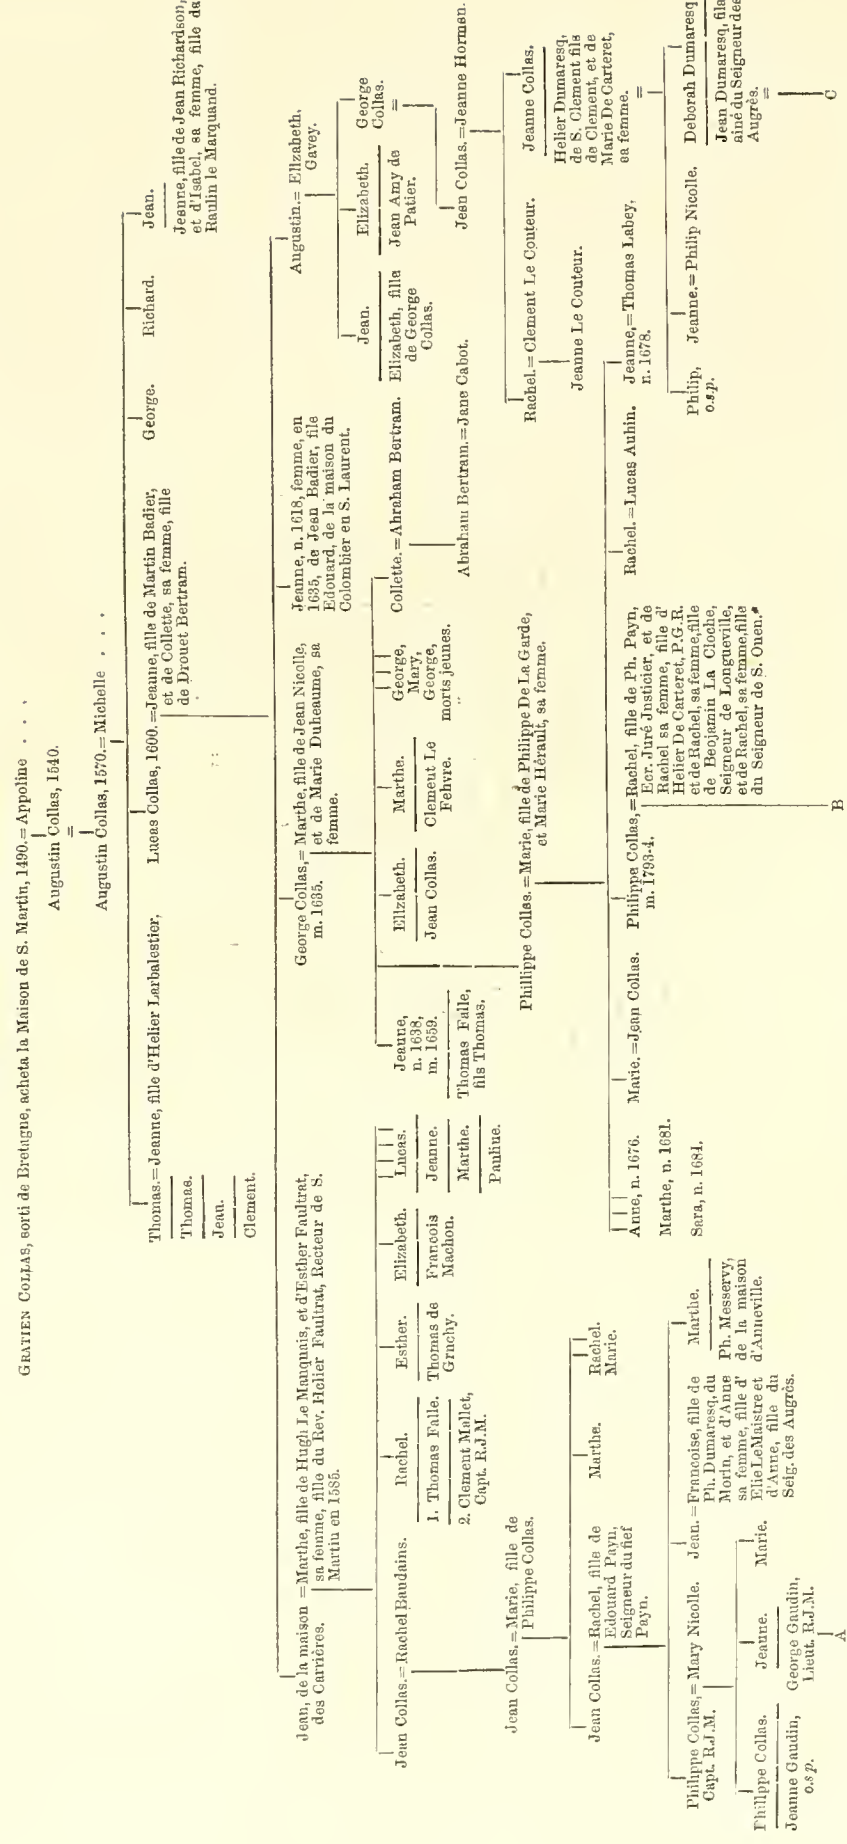 GRATIEN COLLAS, sorti de Bretagne, acheta la Maison de S. Martin, 1490.= Appoline . . .
Augustin Collas, 1540.
=
Augustin Collas, 1570.= Michelle . . .
Thomas.=Jeanne, fille d'Helier Larbalestier,
Thomas.
Jean.
Clement.
Lucas Collas, 1600.=Jeanne, fille de Martin Badier,
et de Collette, sa femme, fille
de Drouet Bertram.
George.
Richard.
Jean.
Jeanne, fille de Jean Richardson,
et d'Isabel, sa femme, fille de
Raulin le Marquand.
Jean, de la maison =Marthe, fille de Hugh Le Manquais, et d'Esther Faultrat,
des Carrières.
sa femme, fille du Rev. Helier Faultrat, Recteur de S.
Martin en 1585.
George Collas,= Marthe, fille de Jean Nicolle,
m. 1635.
et de Marie Duheaume, sa
femme.
Jeanne, n. 1618, femme, en
1635, de Jean Badier, file
Edouard, de la maison du
Colombier en S. Laurent.
Augustin.= Elizabeth,
Gavey.
Jean Collas.=Rachel Baudains.
Rachel.
1. Thomas Falle.
2. Clement Mallet,
Capt. R.J.M.
Esther.
Thomas de
Gruchy.
Elizabeth.
Francois
Machon.
Lucas.
Jeanne.
Marthe.
Pauline.
Jeanne,
n. 1638,
m. 1659.
Thomas Falle,
fils Thomas.
Elizabeth.
Jean Collas.
Marthe.
Clement Le
Fehvre.
George,
Mary,
George,
morts jeunes.
Collette.=Abraham Bertram.
Jean.
Elizabeth, fille
de George
Collas.
Elizabeth.
Jean Amy de
Patier.
George
Collas.
=
Abraham Bertram.=Jane Cabot.
Jean Collas.=Jeanne Horman.
Jean Collas.=Marie, fille de
Philippe Collas.
Phillippe Collas.=Marie, fille de Philippe De La Garde,
et Marie Hérault, sa femme.
Rachel.=Clement Le Couteur.
Jeanne Le Couteur.
Jeanne Collas.
Helier Dumaresq,
de S. Clement fils
de Clement, et de
Marie De Carteret,
sa femme.
=
Jean Collas.=Rachel, fille de
Edouard Payn,
Seigneur du fief
Payn.
Marthe.
Rachel.
Marie.
Anne, n. 1676.
Marthe, n. 1681.
Sara, n. 1684.
Marie.=Jean Collas.
Philippe Collas,=Rachel, fille de Ph. Payn,
m. 1793-4.
Ecr. Juré Justicier, et de
Rachel sa femme, fille d'
Helier De Carteret, P.G.R.
et de Rachel, sa femme, fille
de Beojamin La Cloche,
Seigneur de Longueville,
et de Rachel, sa femme, fille
du Seigneur de S. Ouen.*
Rachel.=Lucas Aubin.
Jeanne,=Thomas Labey,
n. 1678.
Philippe Collas,=Mary Nicolle.
Capt. R.J.M.
Jean.=Francoise, fille de
Ph. Dumaresq, du
Morin, et d'Anne
sa femme, fille d'
Elie LeMaistre et
d'Anne, fille du
Seig. des Augrès.
Marthe.
Ph. Messervy,
de la maison
d'Anneville.
Philip,
o.s.p.
Jeanne.=Philip Nicolle.
Deborah Dumaresq
Jean Dumaresq, fils
ainé du Seigneur des
Augrès.
=
Philippe Collas.
Jeanne Gaudin,
o.s.p.
Jeanne.
George Gaudin,
Lieut. R.J.M.
Marie.
A
B
C